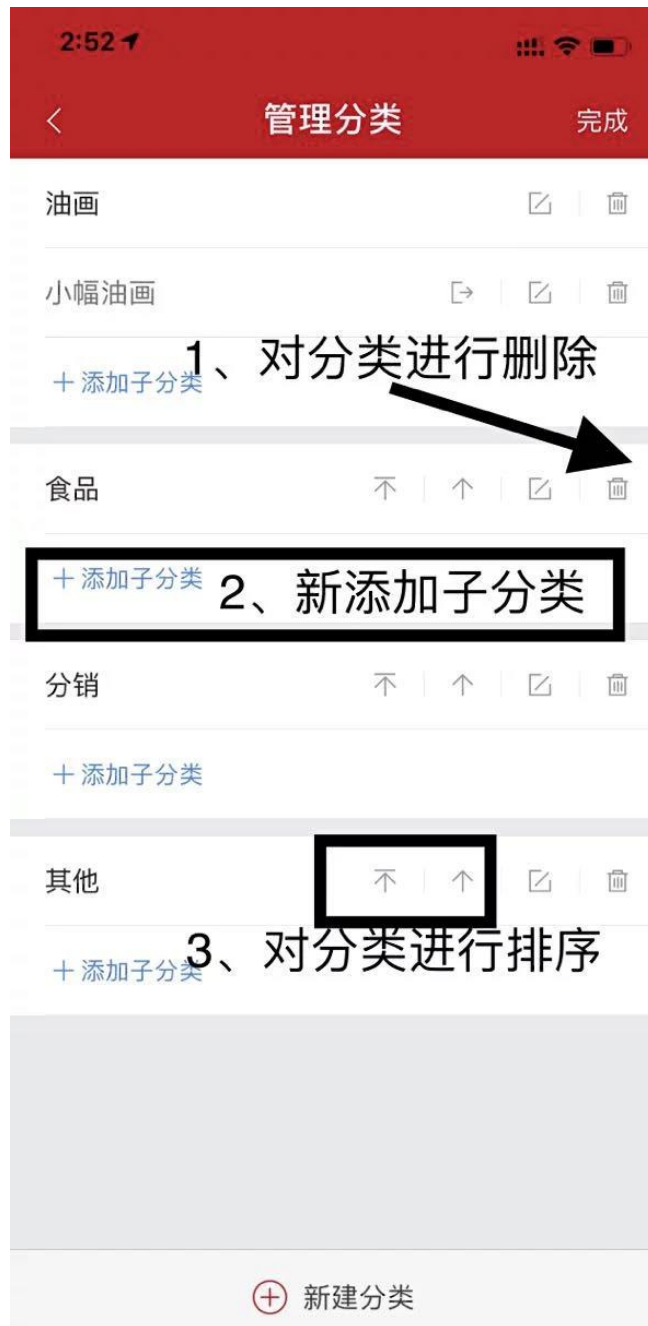 2:52
管理分类
完成
油画
小幅油画
1、对分类进行删除
+ 添加子分类
食品
+ 添加子分类
2、新添加子分类
分销
+ 添加子分类
其他
3、对分类进行排序
+ 添加子分类
新建分类